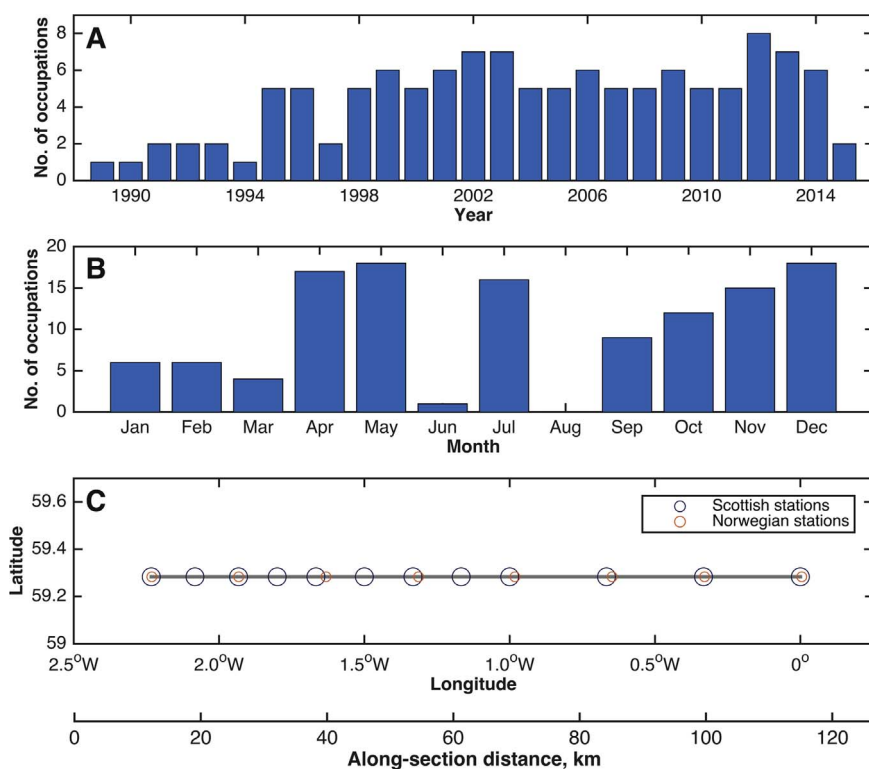 A
No. of occupations
8
6
4
2
0
1990 1994 1998 2002 2006 2010 2014
Year
B
No. of occupations
20
15
10
5
0
Jan Feb Mar Apr May Jun Jul Aug Sep Oct Nov Dec
Month
C
Latitude
59.6
59.4
59.2
59
Scottish stations
Norwegian stations
2.5°W 2.0°W 1.5°W 1.0°W 0.5°W 0°
Longitude
0 20 40 60 80 100 120
Along-section distance, km